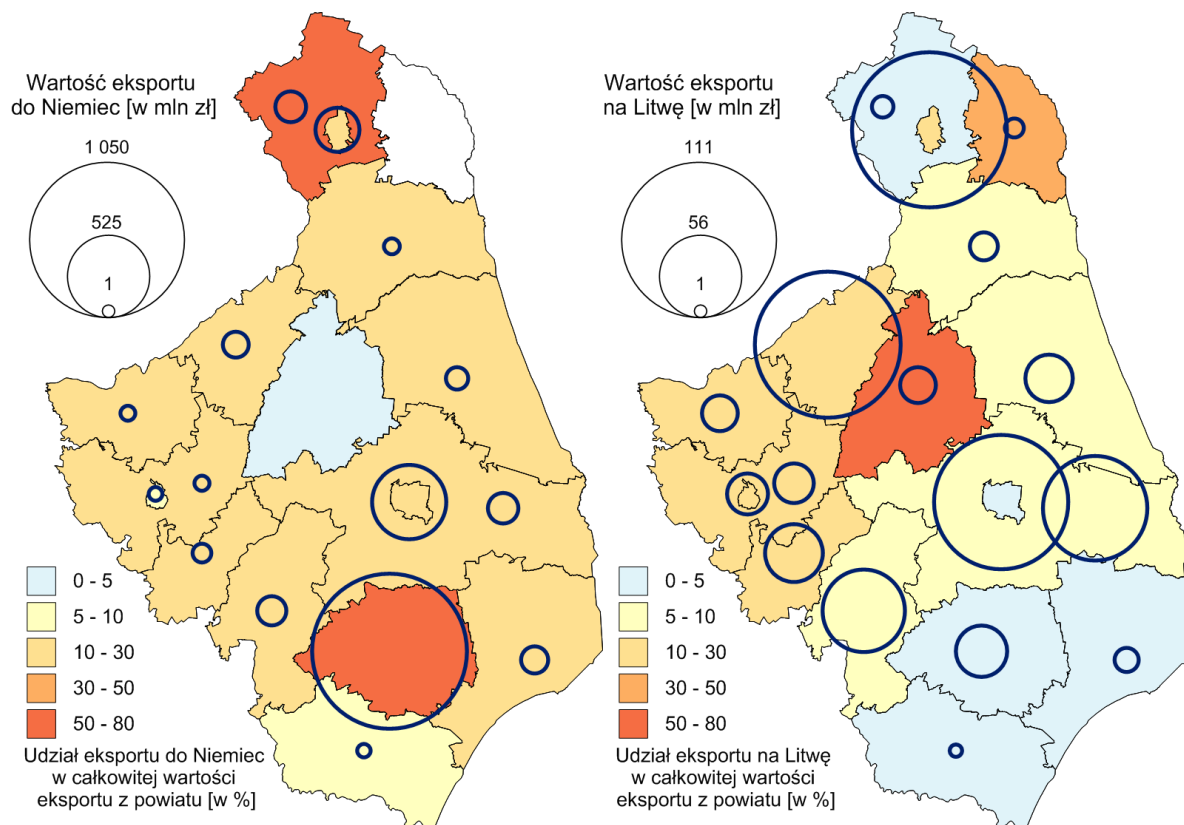 Wartość eksportu
do Niemiec [w mln zł]
1 050
525
1
0 - 5
5 - 10
10 - 30
30 - 50
50 - 80
Udział eksportu do Niemiec
w całkowitej wartości
eksportu z powiatu [w %]
Wartość eksportu
na Litwę [w mln zł]
111
56
1
0 - 5
5 - 10
10 - 30
30 - 50
50 - 80
Udział eksportu na Litwę
w całkowitej wartości
eksportu z powiatu [w %]